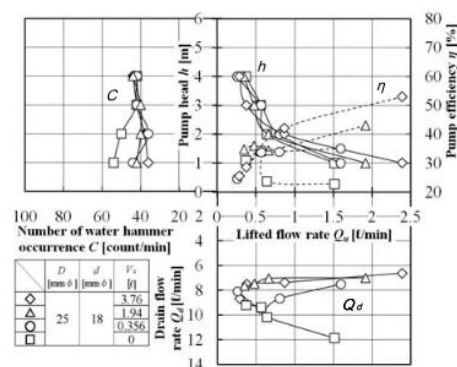 C
h
η
Pump head h [m]
6
5
4
3
2
1
0
Pump efficiency η [%]
80
70
60
50
40
30
20
100 80 60 40 20
0 0.5 1 1.5 2 2.5
Number of water hammer
occurrence C [count/min]
Lifted flow rate Qu [ℓ/min]
D d Va
[mm φ] [mm φ] [ℓ]
◇ 3.76
△ 25 18 1.94
○ 0.356
□ 0
Drain flow
rate Qd [ℓ/min]
6
8
10
12
14
Qd